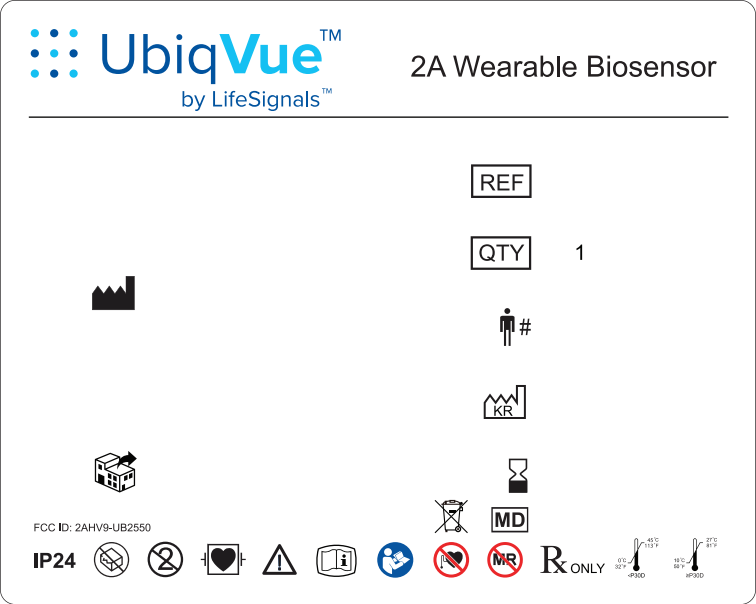 UbiqVue™
by LifeSignals™
2A Wearable Biosensor
REF
QTY 1
#
KR
FCC ID: 2AHV9-UB2550
MD
IP24
2
i
MR
Rx ONLY
0°C
32°F
45°C
113°F
<P30D
10°C
50°F
27°C
81°F
≥P30D